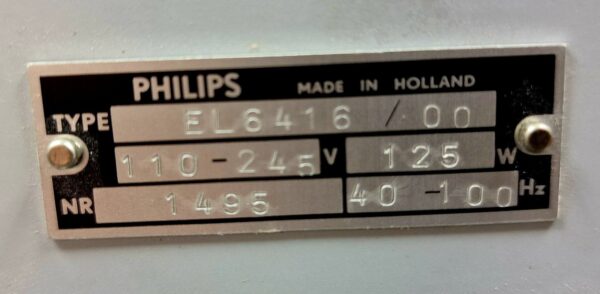 PHILIPS MADE IN HOLLAND
TYPE EL6416 / 00
110-245 V 125 W
NR 1495 40-100 Hz